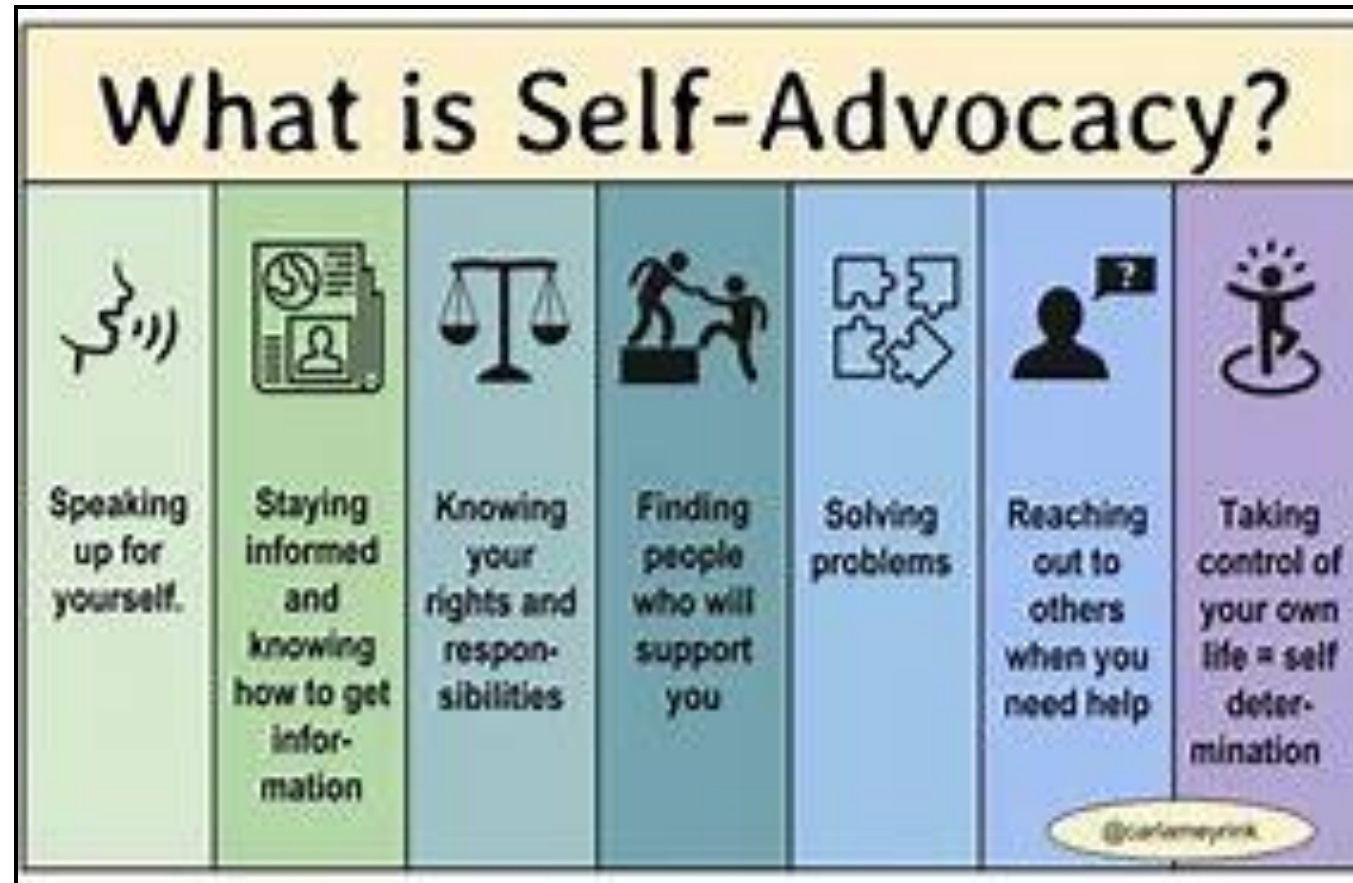 What is Self-Advocacy?
Speaking
up for
yourself.
Staying
informed
and
knowing
how to get
infor-
mation
Knowing
your
rights and
respon-
sibilities
Finding
people
who will
support
you
Solving
problems
?
Reaching
out to
others
when you
need help
Taking
control of
your own
life = self
deter-
mination
@carlameyrink